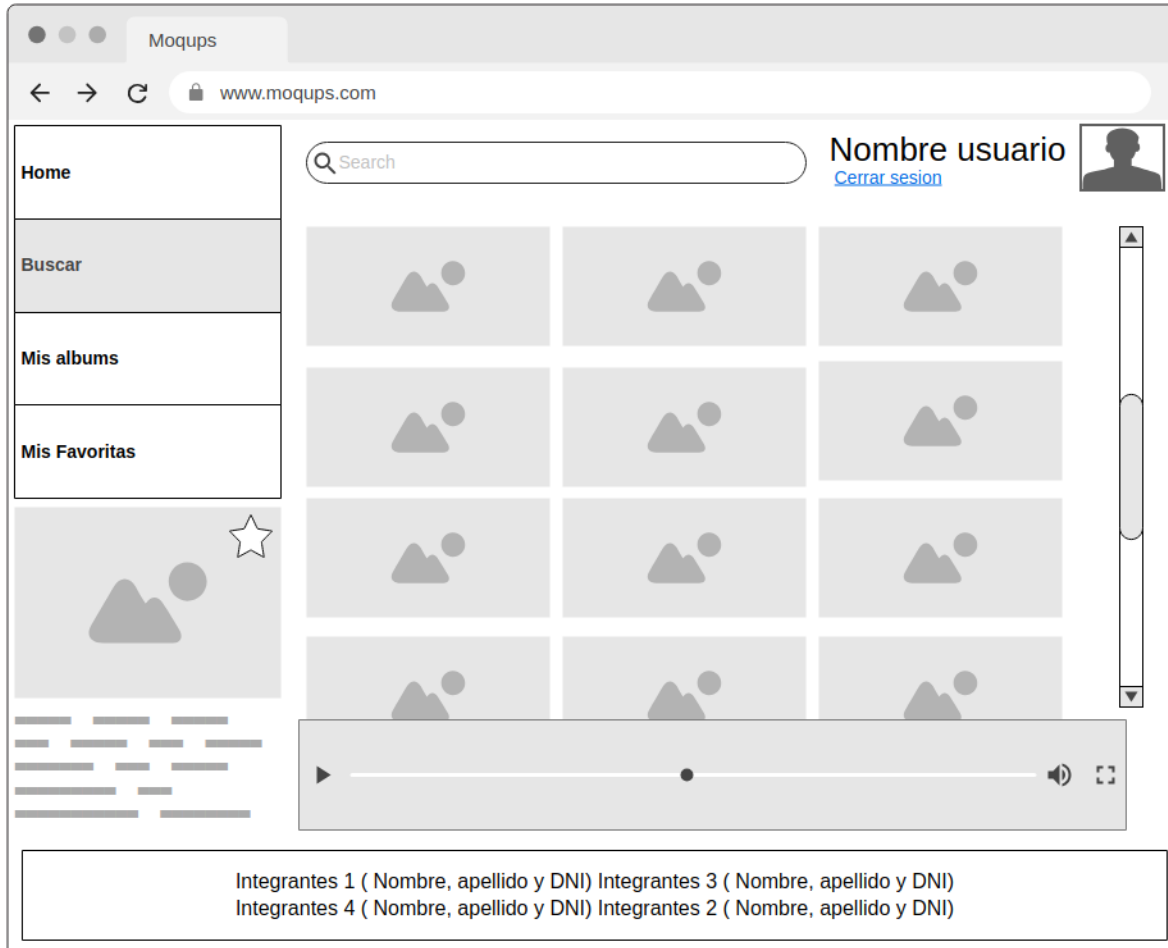 Moqups
www.moqups.com
Home
Buscar
Mis albums
Mis Favoritas
Search
Nombre usuario
Cerrar sesion
Integrantes 1 ( Nombre, apellido y DNI) Integrantes 3 ( Nombre, apellido y DNI)
Integrantes 4 ( Nombre, apellido y DNI) Integrantes 2 ( Nombre, apellido y DNI)